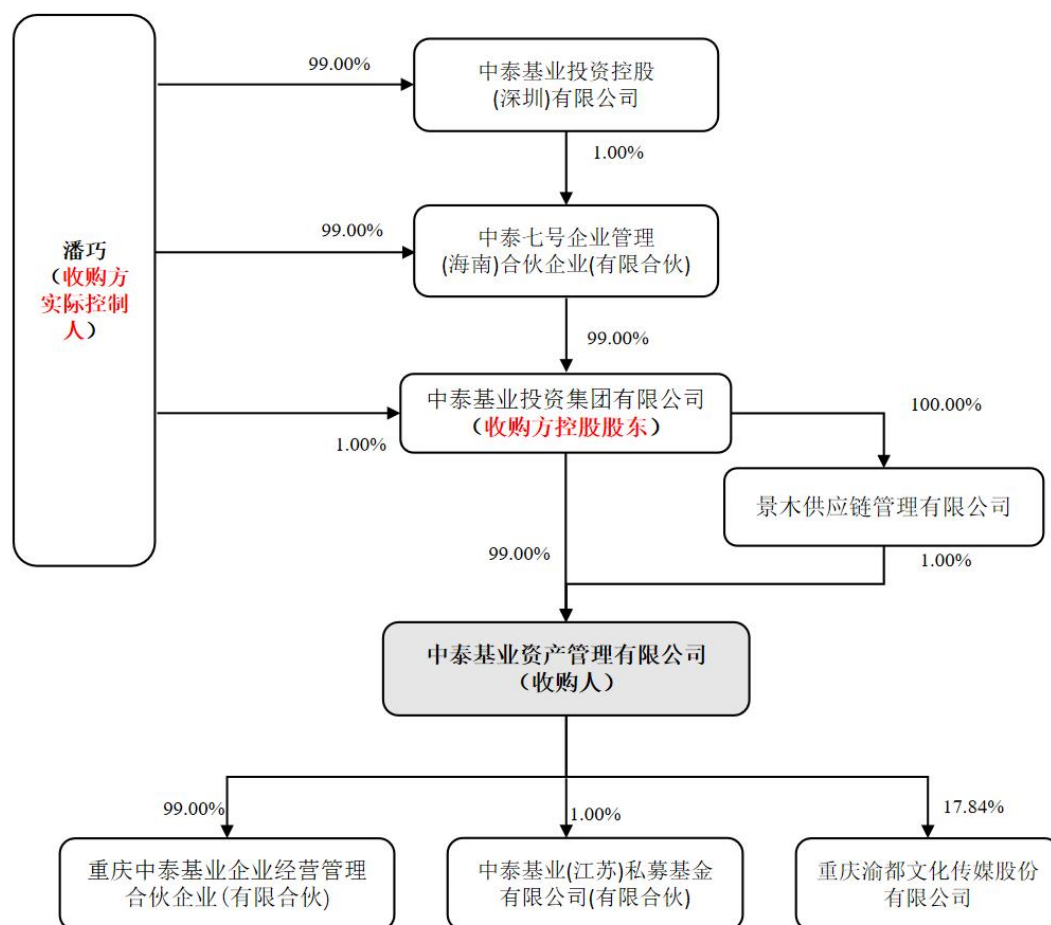 99.00%
中泰基业投资控股
(深圳)有限公司
1.00%
潘巧
（收购方
实际控制
人）
99.00%
中泰七号企业管理
(海南)合伙企业(有限合伙)
99.00%
1.00%
中泰基业投资集团有限公司
（收购方控股股东）
100.00%
景木供应链管理有限公司
99.00%
1.00%
中泰基业资产管理有限公司
（收购人）
99.00%
1.00%
17.84%
重庆中泰基业企业经营管理
合伙企业(有限合伙)
中泰基业(江苏)私募基金
有限公司(有限合伙)
重庆渝都文化传媒股份
有限公司